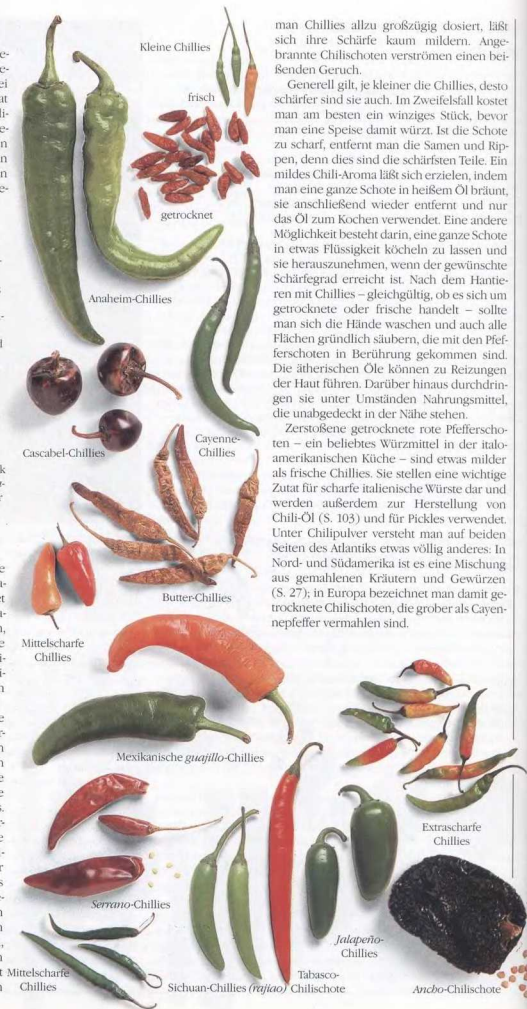 man Chillies allzu großzügig dosiert, läßt
sich ihre Schärfe kaum mildern. Ange-
brannte Chilischoten verströmen einen bei-
ßenden Geruch.
Generell gilt, je kleiner die Chillies, desto
schärfer sind sie auch. Im Zweifelsfall kostet
man am besten ein winziges Stück, bevor
man eine Speise damit würzt. Ist die Schote
zu scharf, entfernt man die Samen und Rip-
pen, denn dies sind die schärfsten Teile. Ein
mildes Chili-Aroma läßt sich erzielen, indem
man eine ganze Schote in heißem Öl bräunt,
sie anschließend wieder entfernt und nur
das Öl zum Kochen verwendet. Eine andere
Möglichkeit besteht darin, eine ganze Schote
in etwas Flüssigkeit köcheln zu lassen und
sie herauszunehmen, wenn der gewünschte
Schärfegrad erreicht ist. Nach dem Hantie-
ren mit Chillies – gleichgültig, ob es sich um
getrocknete oder frische handelt – sollte
man sich die Hände waschen und auch alle
Flächen gründlich säubern, die mit den Pfef-
ferschoten in Berührung gekommen sind.
Die ätherischen Öle können zu Reizungen
der Haut führen. Darüber hinaus durchdrin-
gen sie unter Umständen Nahrungsmittel,
die unabgedeckt in der Nähe stehen.
Zerstoßene getrocknete rote Pfefferscho-
ten – ein beliebtes Würzmittel in der italo-
amerikanischen Küche – sind etwas milder
als frische Chillies. Sie stellen eine wichtige
Zutat für scharfe italienische Würste dar und
werden außerdem zur Herstellung von
Chili-Öl (S. 103) und für Pickles verwendet.
Unter Chilipulver versteht man auf beiden
Seiten des Atlantiks etwas völlig anderes: In
Nord- und Südamerika ist es eine Mischung
aus gemahlenen Kräutern und Gewürzen
(S. 27); in Europa bezeichnet man damit ge-
trocknete Chilischoten, die grober als Cayen-
nepfeffer vermahlen sind.
Kleine Chillies
frisch
getrocknet
Anaheim-Chillies
Cascabel-Chillies
Cayenne-
Chillies
Butter-Chillies
Mittelscharfe
Chillies
Mexikanische guajillo-Chillies
Extrascharfe
Chillies
Serrano-Chillies
Jalapeño-
Chillies
Mittelscharfe
Chillies
Sichuan-Chillies (rajiao)
Tabasco-
Chilischote
Ancho-Chilischote